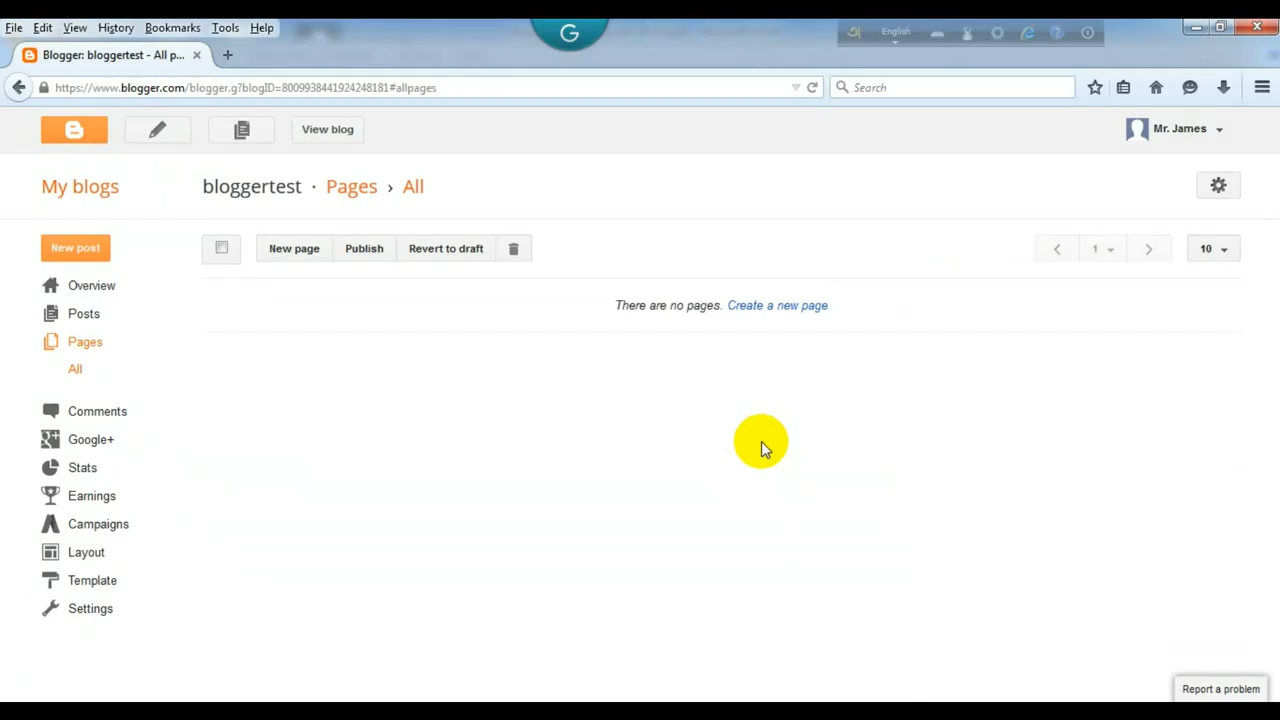 File Edit View History Bookmarks Tools Help
G
English
Blogger: bloggertest - All p...
https://www.blogger.com/blogger.g?blogID=8009938441924248181#allpages
Search
View blog
Mr. James
My blogs
bloggertest · Pages › All
New post
New page Publish Revert to draft
1
10
There are no pages. Create a new page
Overview
Posts
Pages
All
Comments
Google+
Stats
Earnings
Campaigns
Layout
Template
Settings
Report a problem